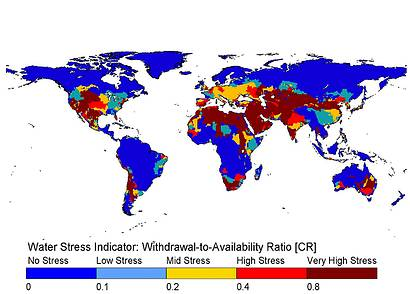 Water Stress Indicator: Withdrawal-to-Availability Ratio [CR]
No Stress Low Stress Mid Stress High Stress Very High Stress
0 0.1 0.2 0.4 0.8